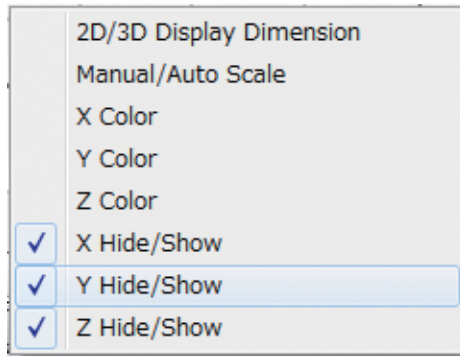 2D/3D Display Dimension
Manual/Auto Scale
X Color
Y Color
Z Color
X Hide/Show
Y Hide/Show
Z Hide/Show